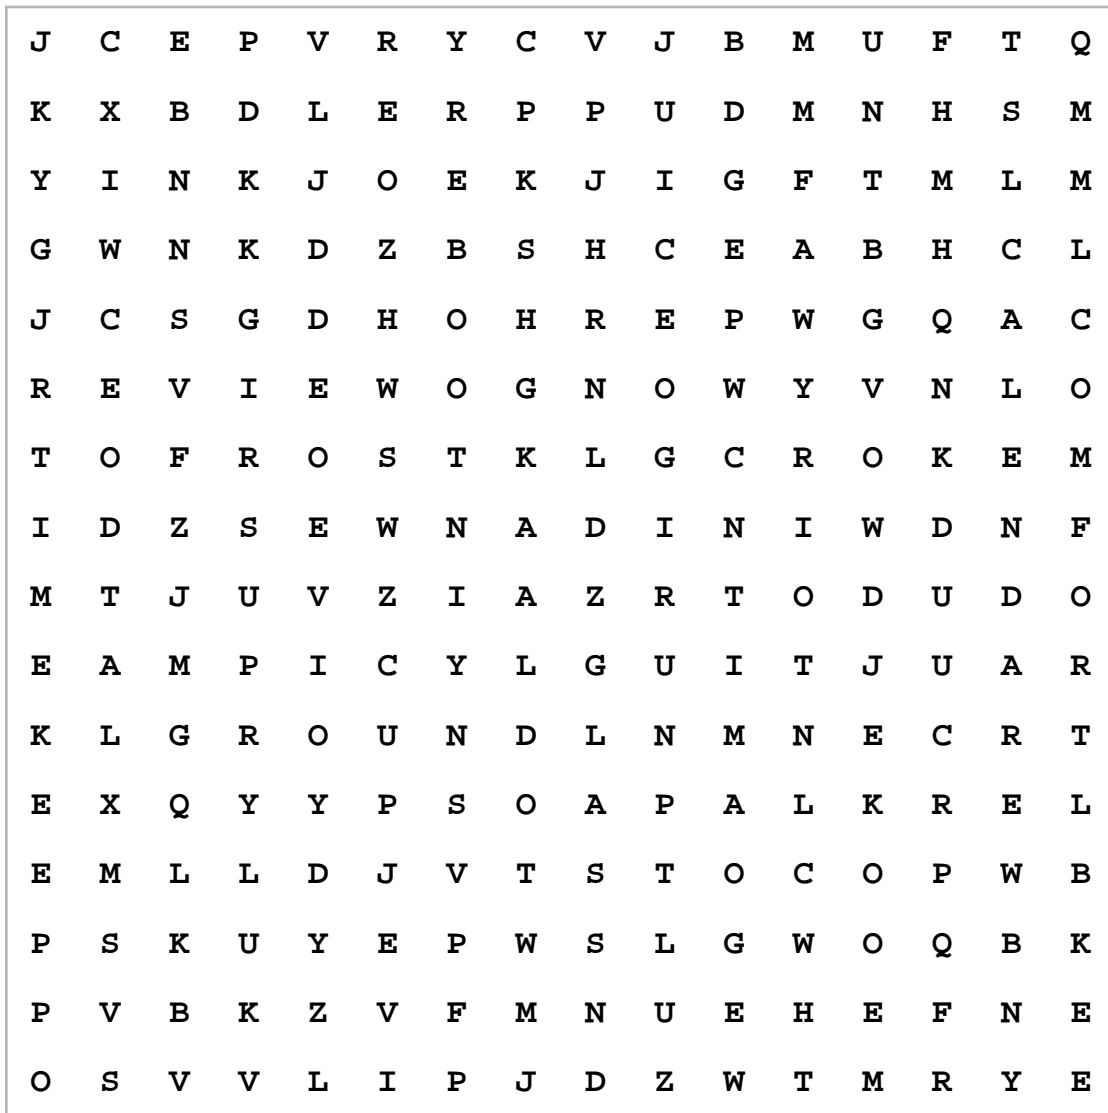 J C E P V R Y C V J B M U F T Q
K X B D L E R P P U D M N H S M
Y I N K J O E K J I G F T M L M
G W N K D Z B S H C E A B H C L
J C S G D H O H R E P W G Q A C
R E V I E W O G N O W Y V N L O
T O F R O S T K L G C R O K E M
I D Z S E W N A D I N I W D N F
M T J U V Z I A Z R T O D U D O
E A M P I C Y L G U I T J U A R
K L G R O U N D L N M N E C R T
E X Q Y Y P S O A P A L K R E L
E M L L D J V T S T O C O P W B
P S K U Y E P W S L G W O Q B K
P V B K Z V F M N U E H E F N E
O S V V L I P J D Z W T M R Y E